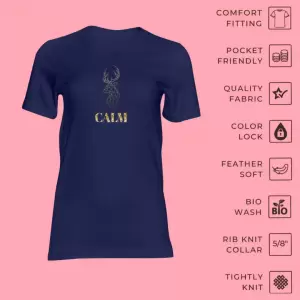 COMFORT
FITTING
POCKET
FRIENDLY
QUALITY
FABRIC
COLOR
LOCK
FEATHER
SOFT
BIO
WASH
BIO
RIB KNIT
COLLAR
5/8"
TIGHTLY
KNIT
CALM